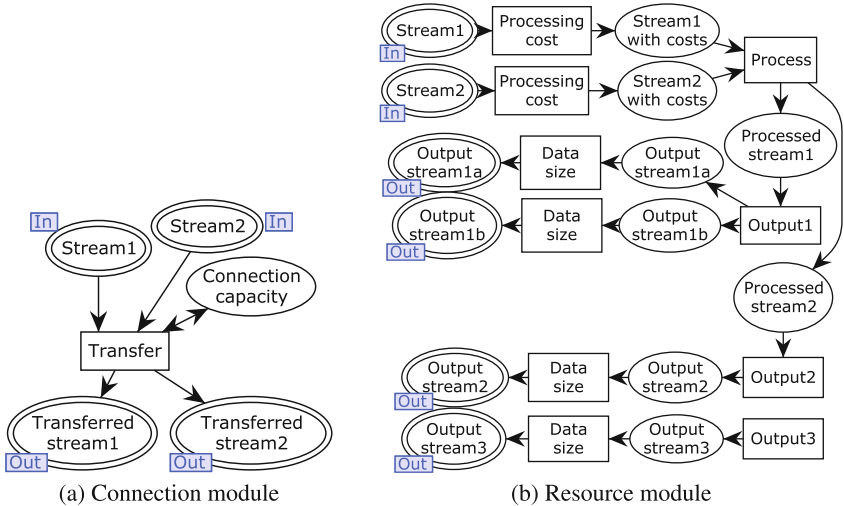 Stream1
In
Stream2
In
Connection
capacity
Transfer
Transferred
stream1
Out
Transferred
stream2
Out
(a) Connection module
Stream1
In
Processing
cost
Stream1
with costs
Process
Stream2
In
Processing
cost
Stream2
with costs
Processed
stream1
Output
stream1a
Out
Data
size
Output
stream1a
Output
stream1b
Out
Data
size
Output
stream1b
Output1
Processed
stream2
Output
stream2
Out
Data
size
Output
stream2
Output2
Output
stream3
Out
Data
size
Output
stream3
Output3
(b) Resource module